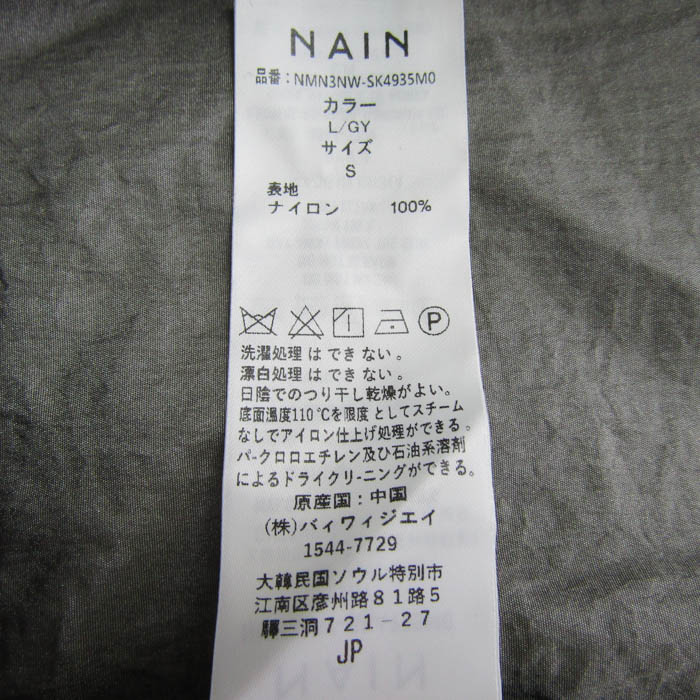 NAIN
品番：NMN3NW-SK4935M0
カラー
L/GY
サイズ
S
表地
ナイロン 100%
P
洗濯処理 は できない 。
漂白処理 は できない 。
日陰でのつり干し乾燥がよい。
底面温度110℃を限度 としてスチーム
なしでアイロン仕上げ処理ができる 。
パ-クロロエチレン及び石油系溶剤
によるドライクリ-ニングができる。
原産国：中国
(株) バィワィジエイ
1544-7729
大韓民国ソウル特別市
江南区彦州路８１路５
驛三洞７２１-２7
JP